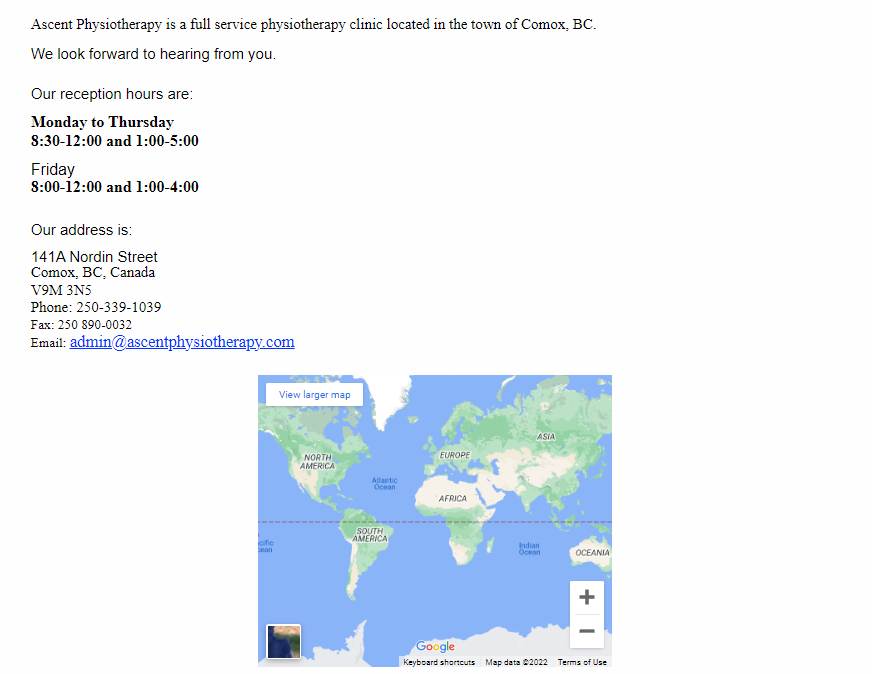 Ascent Physiotherapy is a full service physiotherapy clinic located in the town of Comox, BC.
We look forward to hearing from you.
Our reception hours are:
Monday to Thursday
8:30-12:00 and 1:00-5:00
Friday
8:00-12:00 and 1:00-4:00
Our address is:
141A Nordin Street
Comox, BC, Canada
V9M 3N5
Phone: 250-339-1039
Fax: 250 890-0032
Email: admin@ascentphysiotherapy.com
View larger map
ASIA
NORTH
AMERICA
EUROPE
Atlantic
Ocean
AFRICA
SOUTH
AMERICA
cific
ean
Indian
Ocean
OCEANIA
Google
Keyboard shortcuts Map data ©2022 Terms of Use